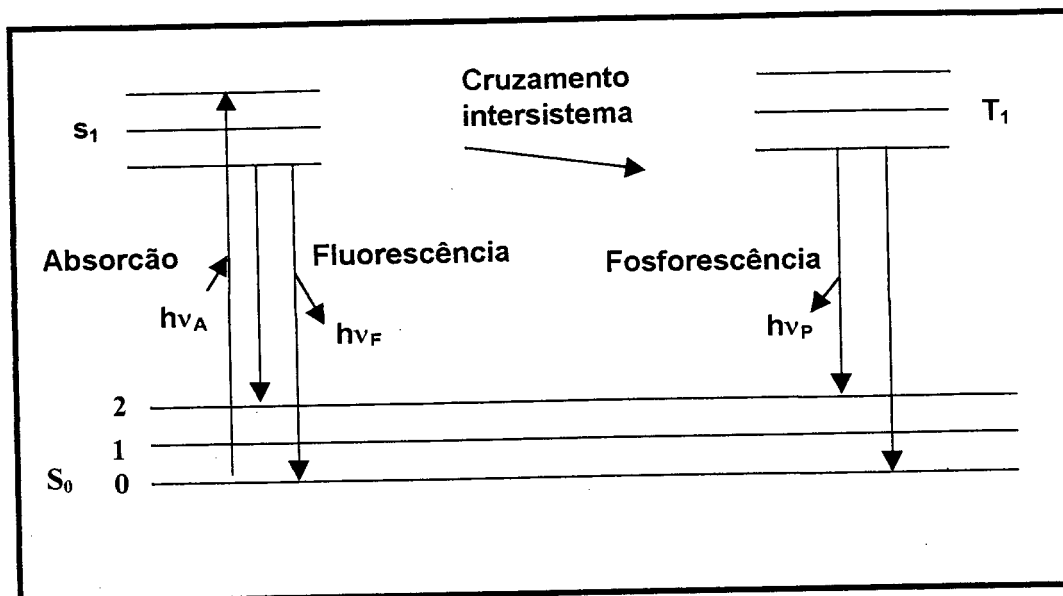 Cruzamento
intersistema
s₁
T₁
Absorcão
Fluorescência
Fosforescência
hνA
hνF
hνP
2
1
S₀ 0